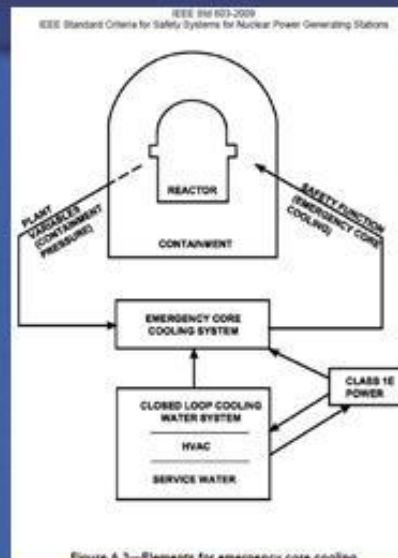 IEEE Std 603-2009
IEEE Standard Criteria for Safety Systems for Nuclear Power Generating Stations
REACTOR
CONTAINMENT
PLANT
VARIABLES
(CONTAINMENT
PRESSURE)
SAFETY FUNCTION
(EMERGENCY CORE
COOLING)
EMERGENCY CORE
COOLING SYSTEM
CLASS 1E
POWER
CLOSED LOOP COOLING
WATER SYSTEM
HVAC
SERVICE WATER
Elements for emergency core cooling